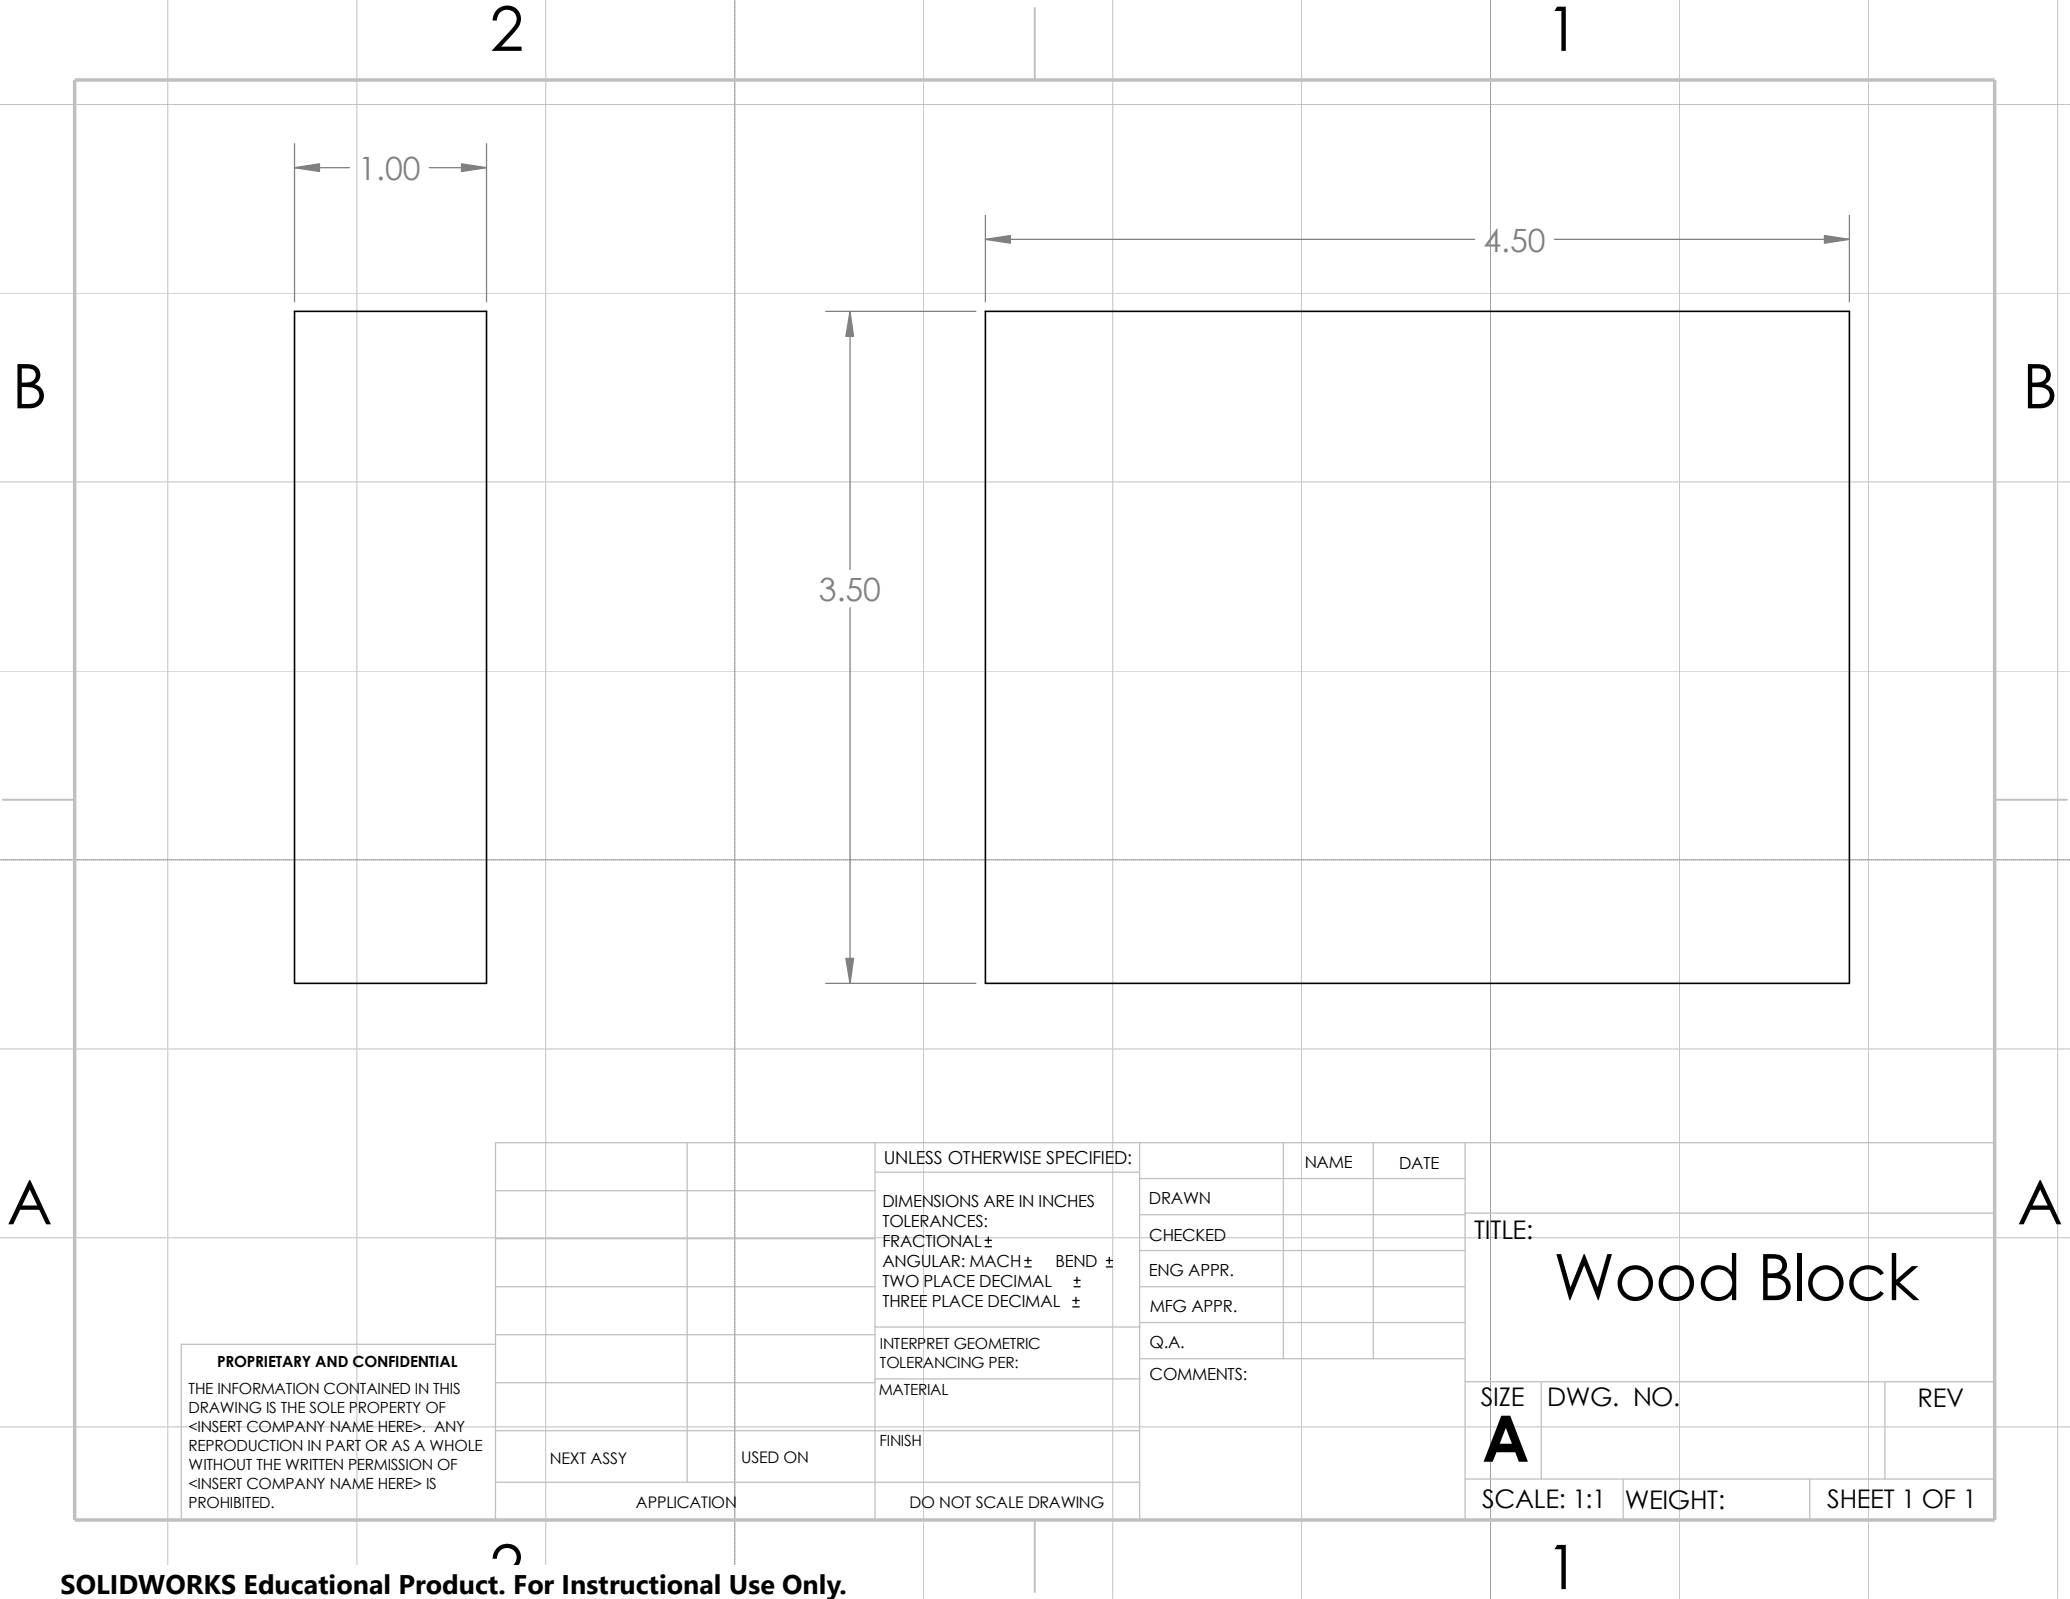 2
1
1.00
4.50
B
B
3.50
A
A
UNLESS OTHERWISE SPECIFIED:
DIMENSIONS ARE IN INCHES
TOLERANCES:
FRACTIONAL ±
ANGULAR: MACH ± BEND ±
TWO PLACE DECIMAL ±
THREE PLACE DECIMAL ±
INTERPRET GEOMETRIC
TOLERANCING PER:
MATERIAL
FINISH
DO NOT SCALE DRAWING
NAME DATE
DRAWN
CHECKED
ENG APPR.
MFG APPR.
Q.A.
COMMENTS:
TITLE:
Wood Block
SIZE DWG. NO. REV
A
SCALE: 1:1 WEIGHT: SHEET 1 OF 1
NEXT ASSY USED ON
APPLICATION
PROPRIETARY AND CONFIDENTIAL
THE INFORMATION CONTAINED IN THIS
DRAWING IS THE SOLE PROPERTY OF
<INSERT COMPANY NAME HERE>. ANY
REPRODUCTION IN PART OR AS A WHOLE
WITHOUT THE WRITTEN PERMISSION OF
<INSERT COMPANY NAME HERE> IS
PROHIBITED.
2
1
SOLIDWORKS Educational Product. For Instructional Use Only.